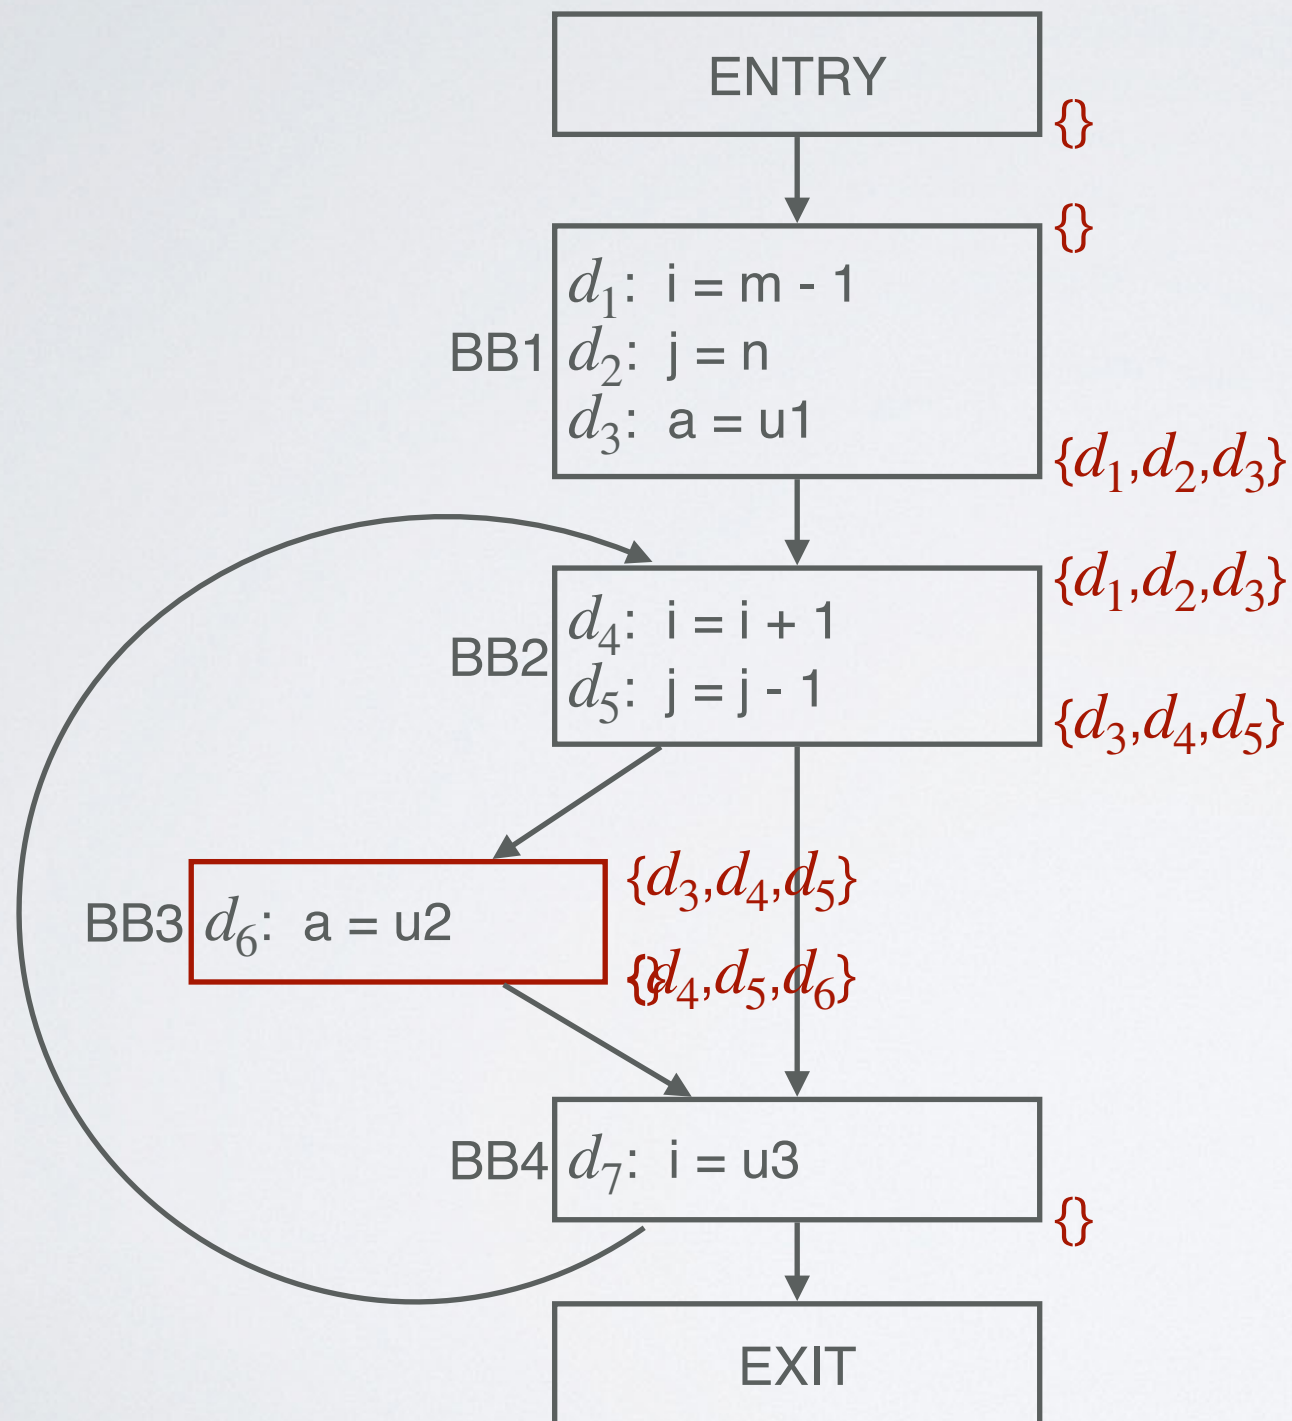 ENTRY
{}
{}
d₁: i = m - 1
BB1
d₂: j = n
d₃: a = u1
{d₁,d₂,d₃}
{d₁,d₂,d₃}
d₄: i = i + 1
BB2
d₅: j = j - 1
{d₃,d₄,d₅}
{d₃,d₄,d₅}
BB3
d₆: a = u2
{}
{d₄,d₅,d₆}
BB4
d₇: i = u3
{}
EXIT